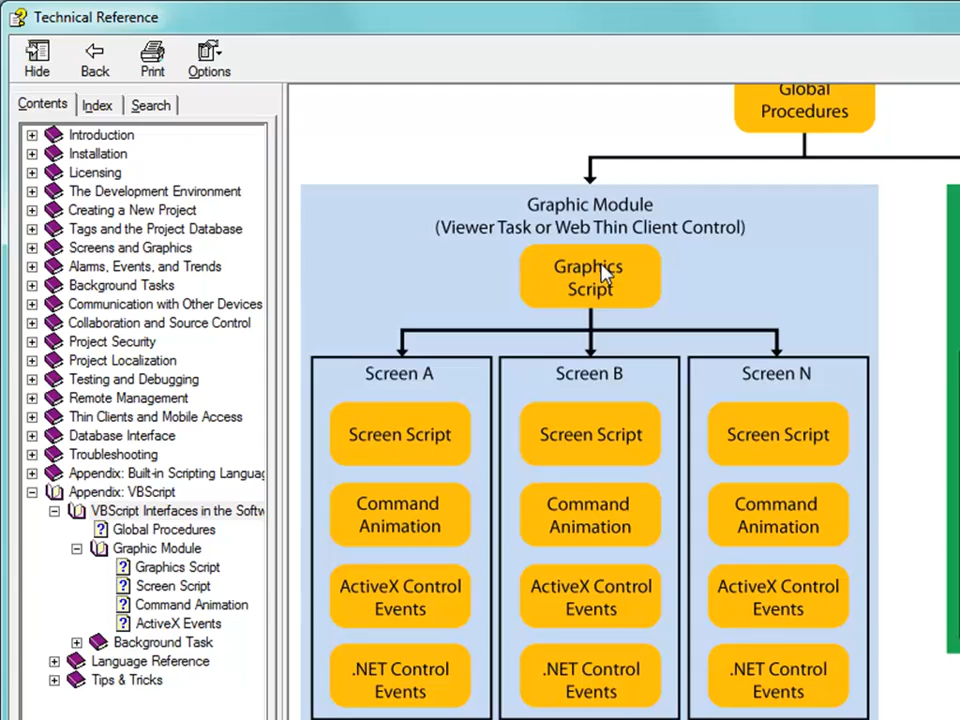 Technical Reference
Hide
Back
Print
Options
Contents
Index
Search
Introduction
Installation
Licensing
The Development Environment
Creating a New Project
Tags and the Project Database
Screens and Graphics
Alarms, Events, and Trends
Background Tasks
Communication with Other Devices
Collaboration and Source Control
Project Security
Project Localization
Testing and Debugging
Remote Management
Thin Clients and Mobile Access
Database Interface
Troubleshooting
Appendix: Built-in Scripting Languag
Appendix: VBScript
VBScript Interfaces in the Softw
Global Procedures
Graphic Module
Graphics Script
Screen Script
Command Animation
ActiveX Events
Background Task
Language Reference
Tips & Tricks
Global
Procedures
Graphic Module
(Viewer Task or Web Thin Client Control)
Graphics
Script
Screen A
Screen Script
Command
Animation
ActiveX Control
Events
.NET Control
Events
Screen B
Screen Script
Command
Animation
ActiveX Control
Events
.NET Control
Events
Screen N
Screen Script
Command
Animation
ActiveX Control
Events
.NET Control
Events